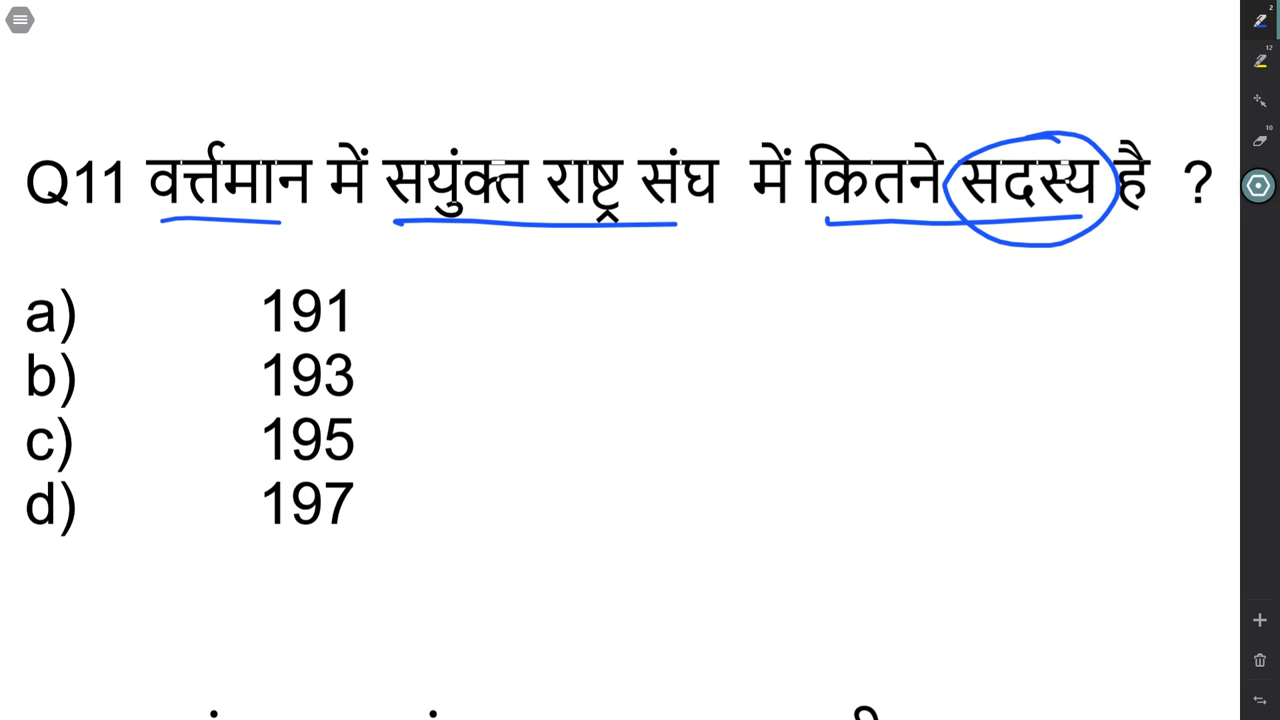 Q11 वर्त्तमान में सयुंक्त राष्ट्र संघ में कितने सदस्य है ?
a) 191
b) 193
c) 195
d) 197